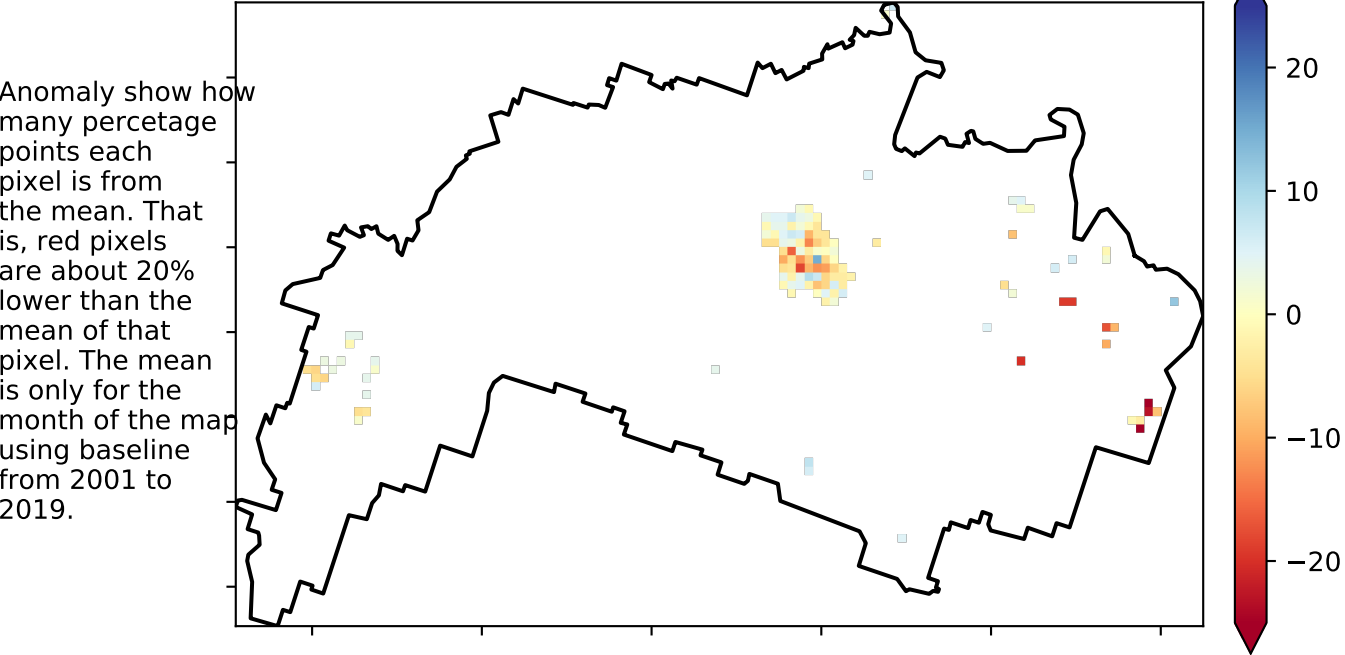 Anomaly show how
many percetage
points each
pixel is from
the mean. That
is, red pixels
are about 20%
lower than the
mean of that
pixel. The mean
is only for the
month of the map
using baseline
from 2001 to
2019.
20
10
0
−10
−20